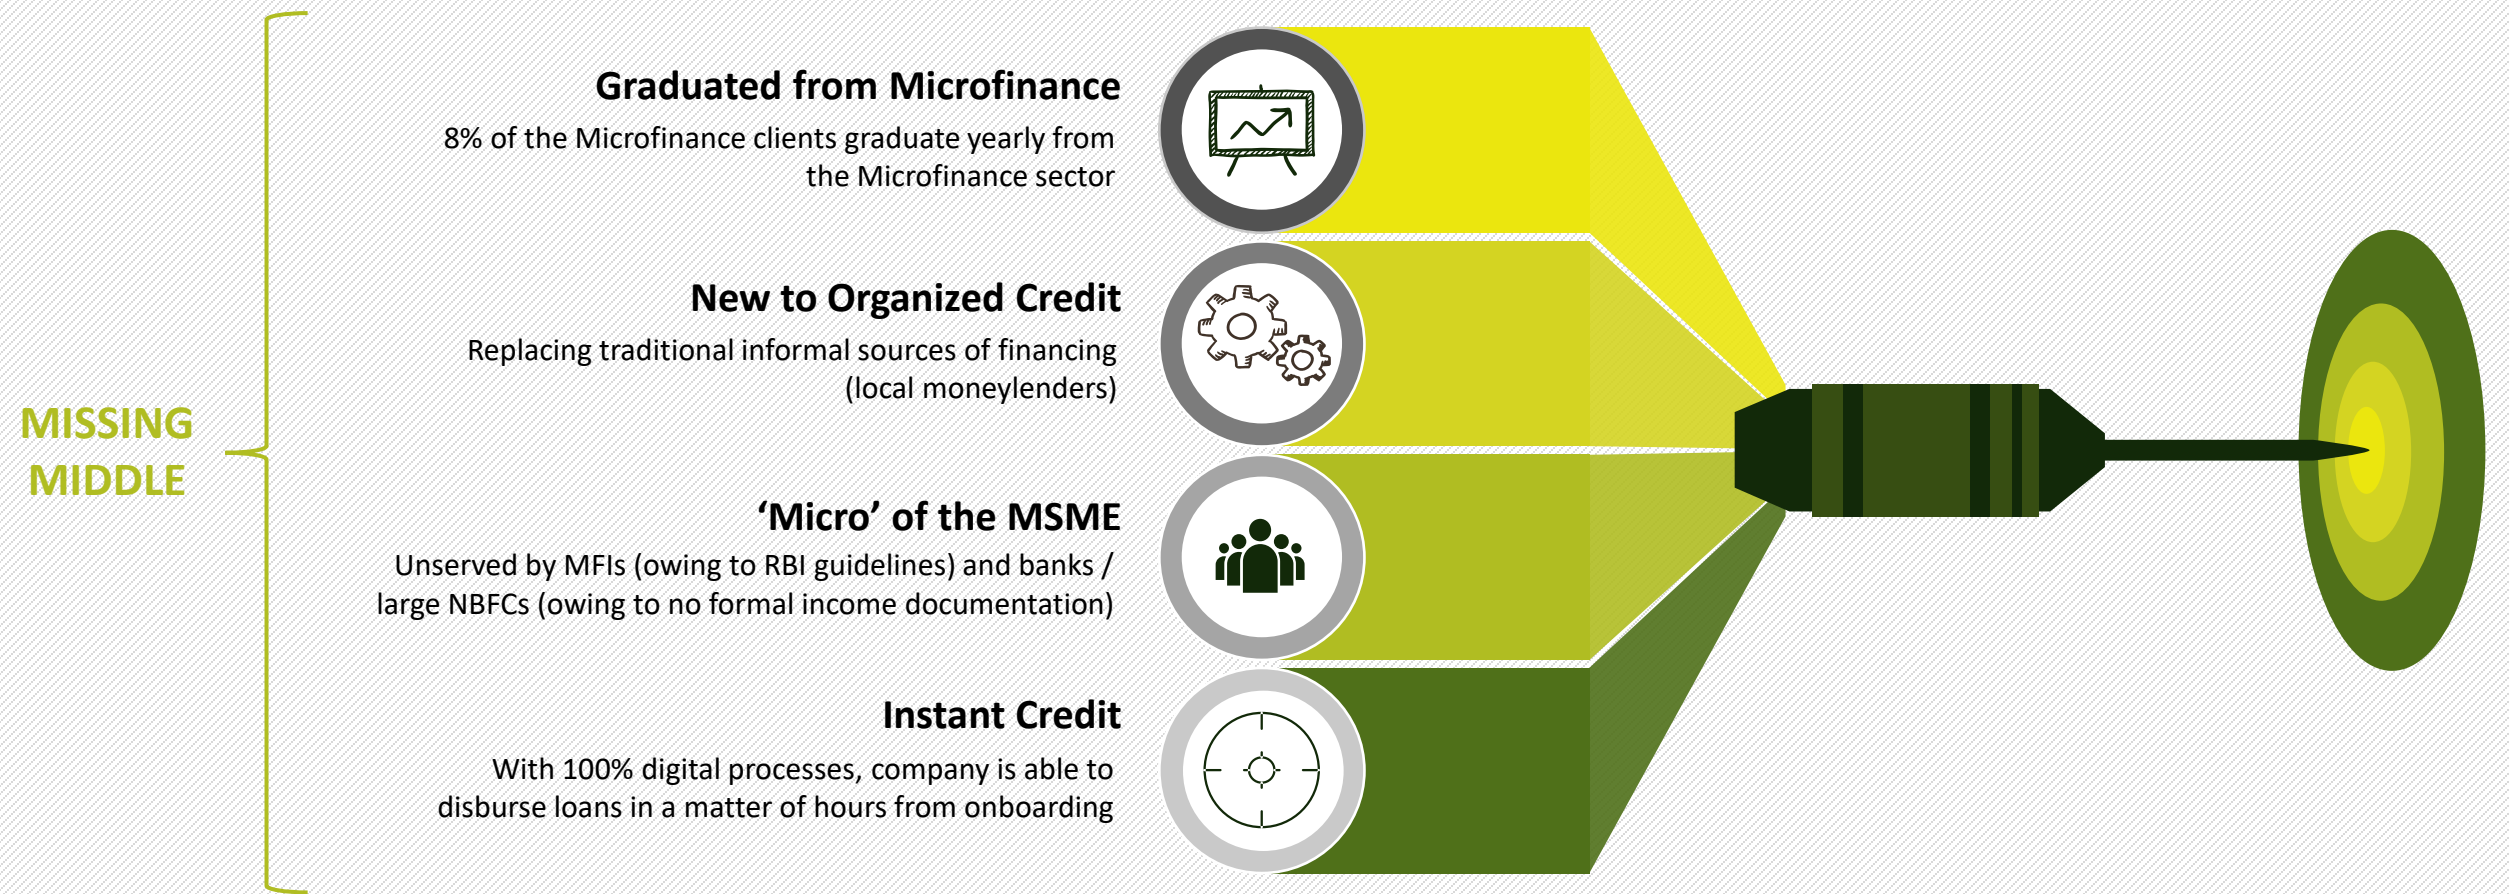 MISSING
MIDDLE
Graduated from Microfinance
8% of the Microfinance clients graduate yearly from
the Microfinance sector
New to Organized Credit
Replacing traditional informal sources of financing
(local moneylenders)
‘Micro’ of the MSME
Unserved by MFIs (owing to RBI guidelines) and banks /
large NBFCs (owing to no formal income documentation)
Instant Credit
With 100% digital processes, company is able to
disburse loans in a matter of hours from onboarding